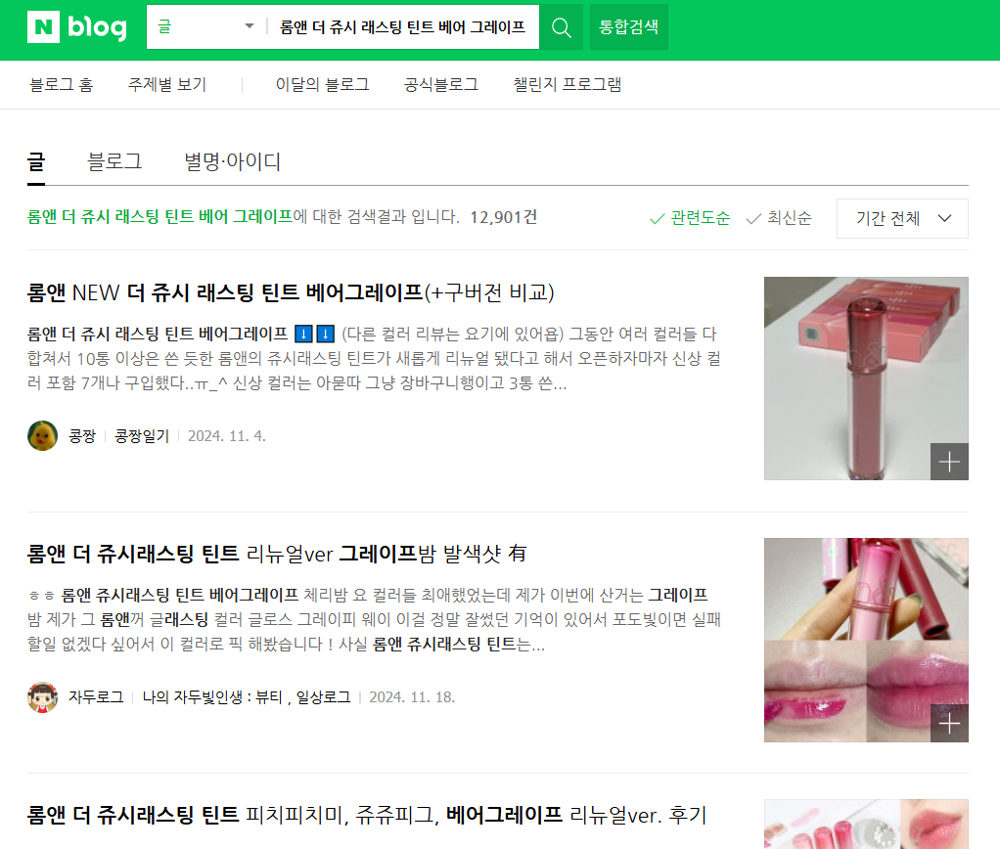 N blog
글
롬앤 더 쥬시 래스팅 틴트 베어 그레이프
통합검색
블로그 홈 주제별 보기 이달의 블로그 공식블로그 챌린지 프로그램
글 블로그 별명·아이디
롬앤 더 쥬시 래스팅 틴트 베어 그레이프에 대한 검색결과 입니다. 12,901건
관련도순 최신순 기간 전체
롬앤 NEW 더 쥬시 래스팅 틴트 베어그레이프(+구버전 비교)
롬앤 더 쥬시 래스팅 틴트 베어그레이프 ⬇️⬇️ (다른 컬러 리뷰는 요기에 있어욥) 그동안 여러 컬러들 다
합쳐서 10통 이상은 쓴 듯한 롬앤의 쥬시래스팅 틴트가 새롭게 리뉴얼 됐다고 해서 오픈하자마자 신상 컬
러 포함 7개나 구입했다..ㅠ_^ 신상 컬러는 아묻따 그냥 장바구니행이고 3통 쓴...
콩짱 콩짱일기 2024. 11. 4.
롬앤 더 쥬시래스팅 틴트 리뉴얼ver 그레이프밤 발색샷 有
ㅎㅎ 롬앤 쥬시래스팅 틴트 베어그레이프 체리밤 요 컬러들 최애했었는데 제가 이번에 산거는 그레이프
밤 제가 그 롬앤꺼 글래스팅 컬러 글로스 그레이피 웨이 이걸 정말 잘썼던 기억이 있어서 포도빛이면 실패
할일 없겠다 싶어서 이 컬러로 픽 해봤습니다 ! 사실 롬앤 쥬시래스팅 틴트는...
자두로그 나의 자두빛인생 : 뷰티 , 일상로그 2024. 11. 18.
롬앤 더 쥬시래스팅 틴트 피치피치미, 쥬쥬피그, 베어그레이프 리뉴얼ver. 후기